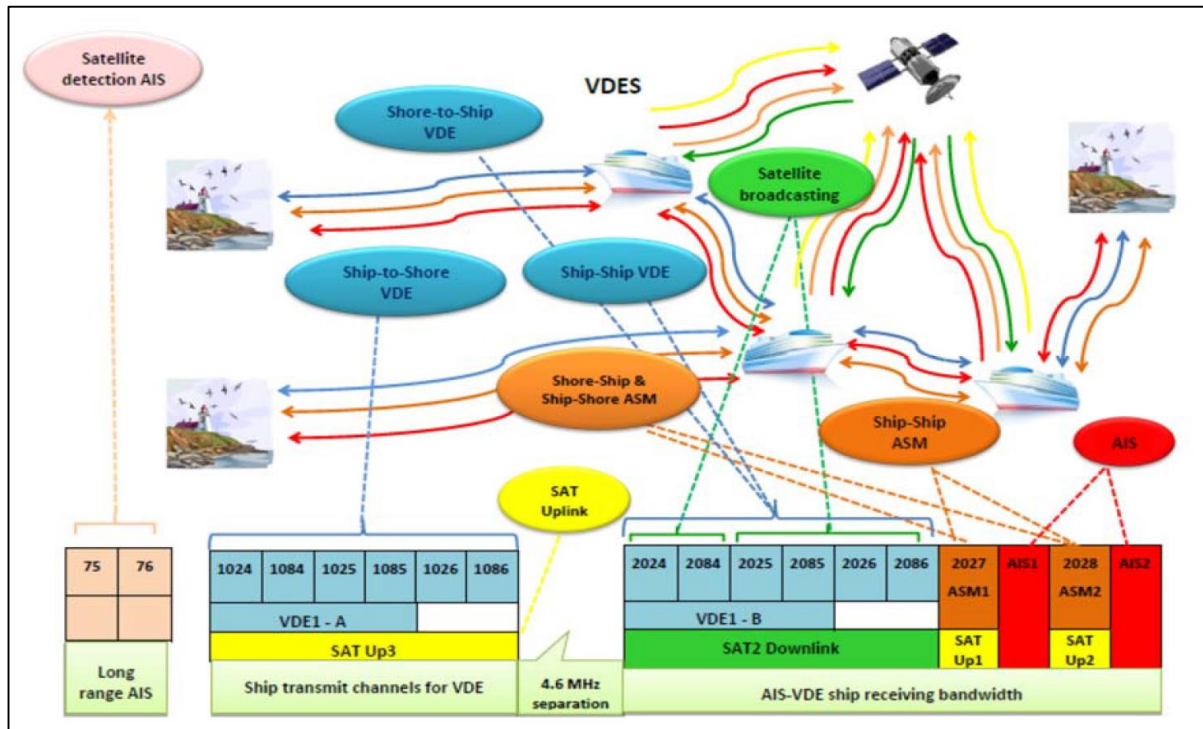 Satellite
detection AIS
VDES
Shore-to-Ship
VDE
Satellite
broadcasting
Ship-to-Shore
VDE
Ship-Ship VDE
Shore-Ship &
Ship-Shore ASM
Ship-Ship
ASM
AIS
SAT
Uplink
75 76
1024 1084 1025 1085 1026 1086
2024 2084 2025 2085 2026 2086 2027 AIS1 2028 AIS2
ASM1 ASM2
VDE1 - A
VDE1 - B
SAT Up3
SAT2 Downlink
SAT
Up1
SAT
Up2
Long
range AIS
Ship transmit channels for VDE
4.6 MHz
separation
AIS-VDE ship receiving bandwidth